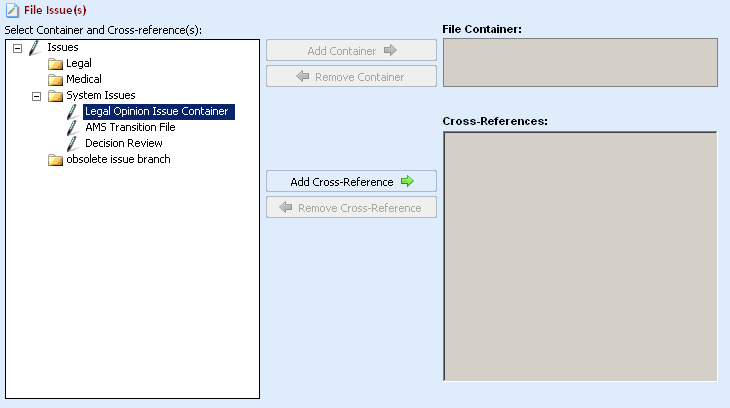 File Issue(s)
Select Container and Cross-reference(s):
Issues
Legal
Medical
System Issues
Legal Opinion Issue Container
AMS Transition File
Decision Review
obsolete issue branch
Add Container
Remove Container
Add Cross-Reference
Remove Cross-Reference
File Container:
Cross-References: